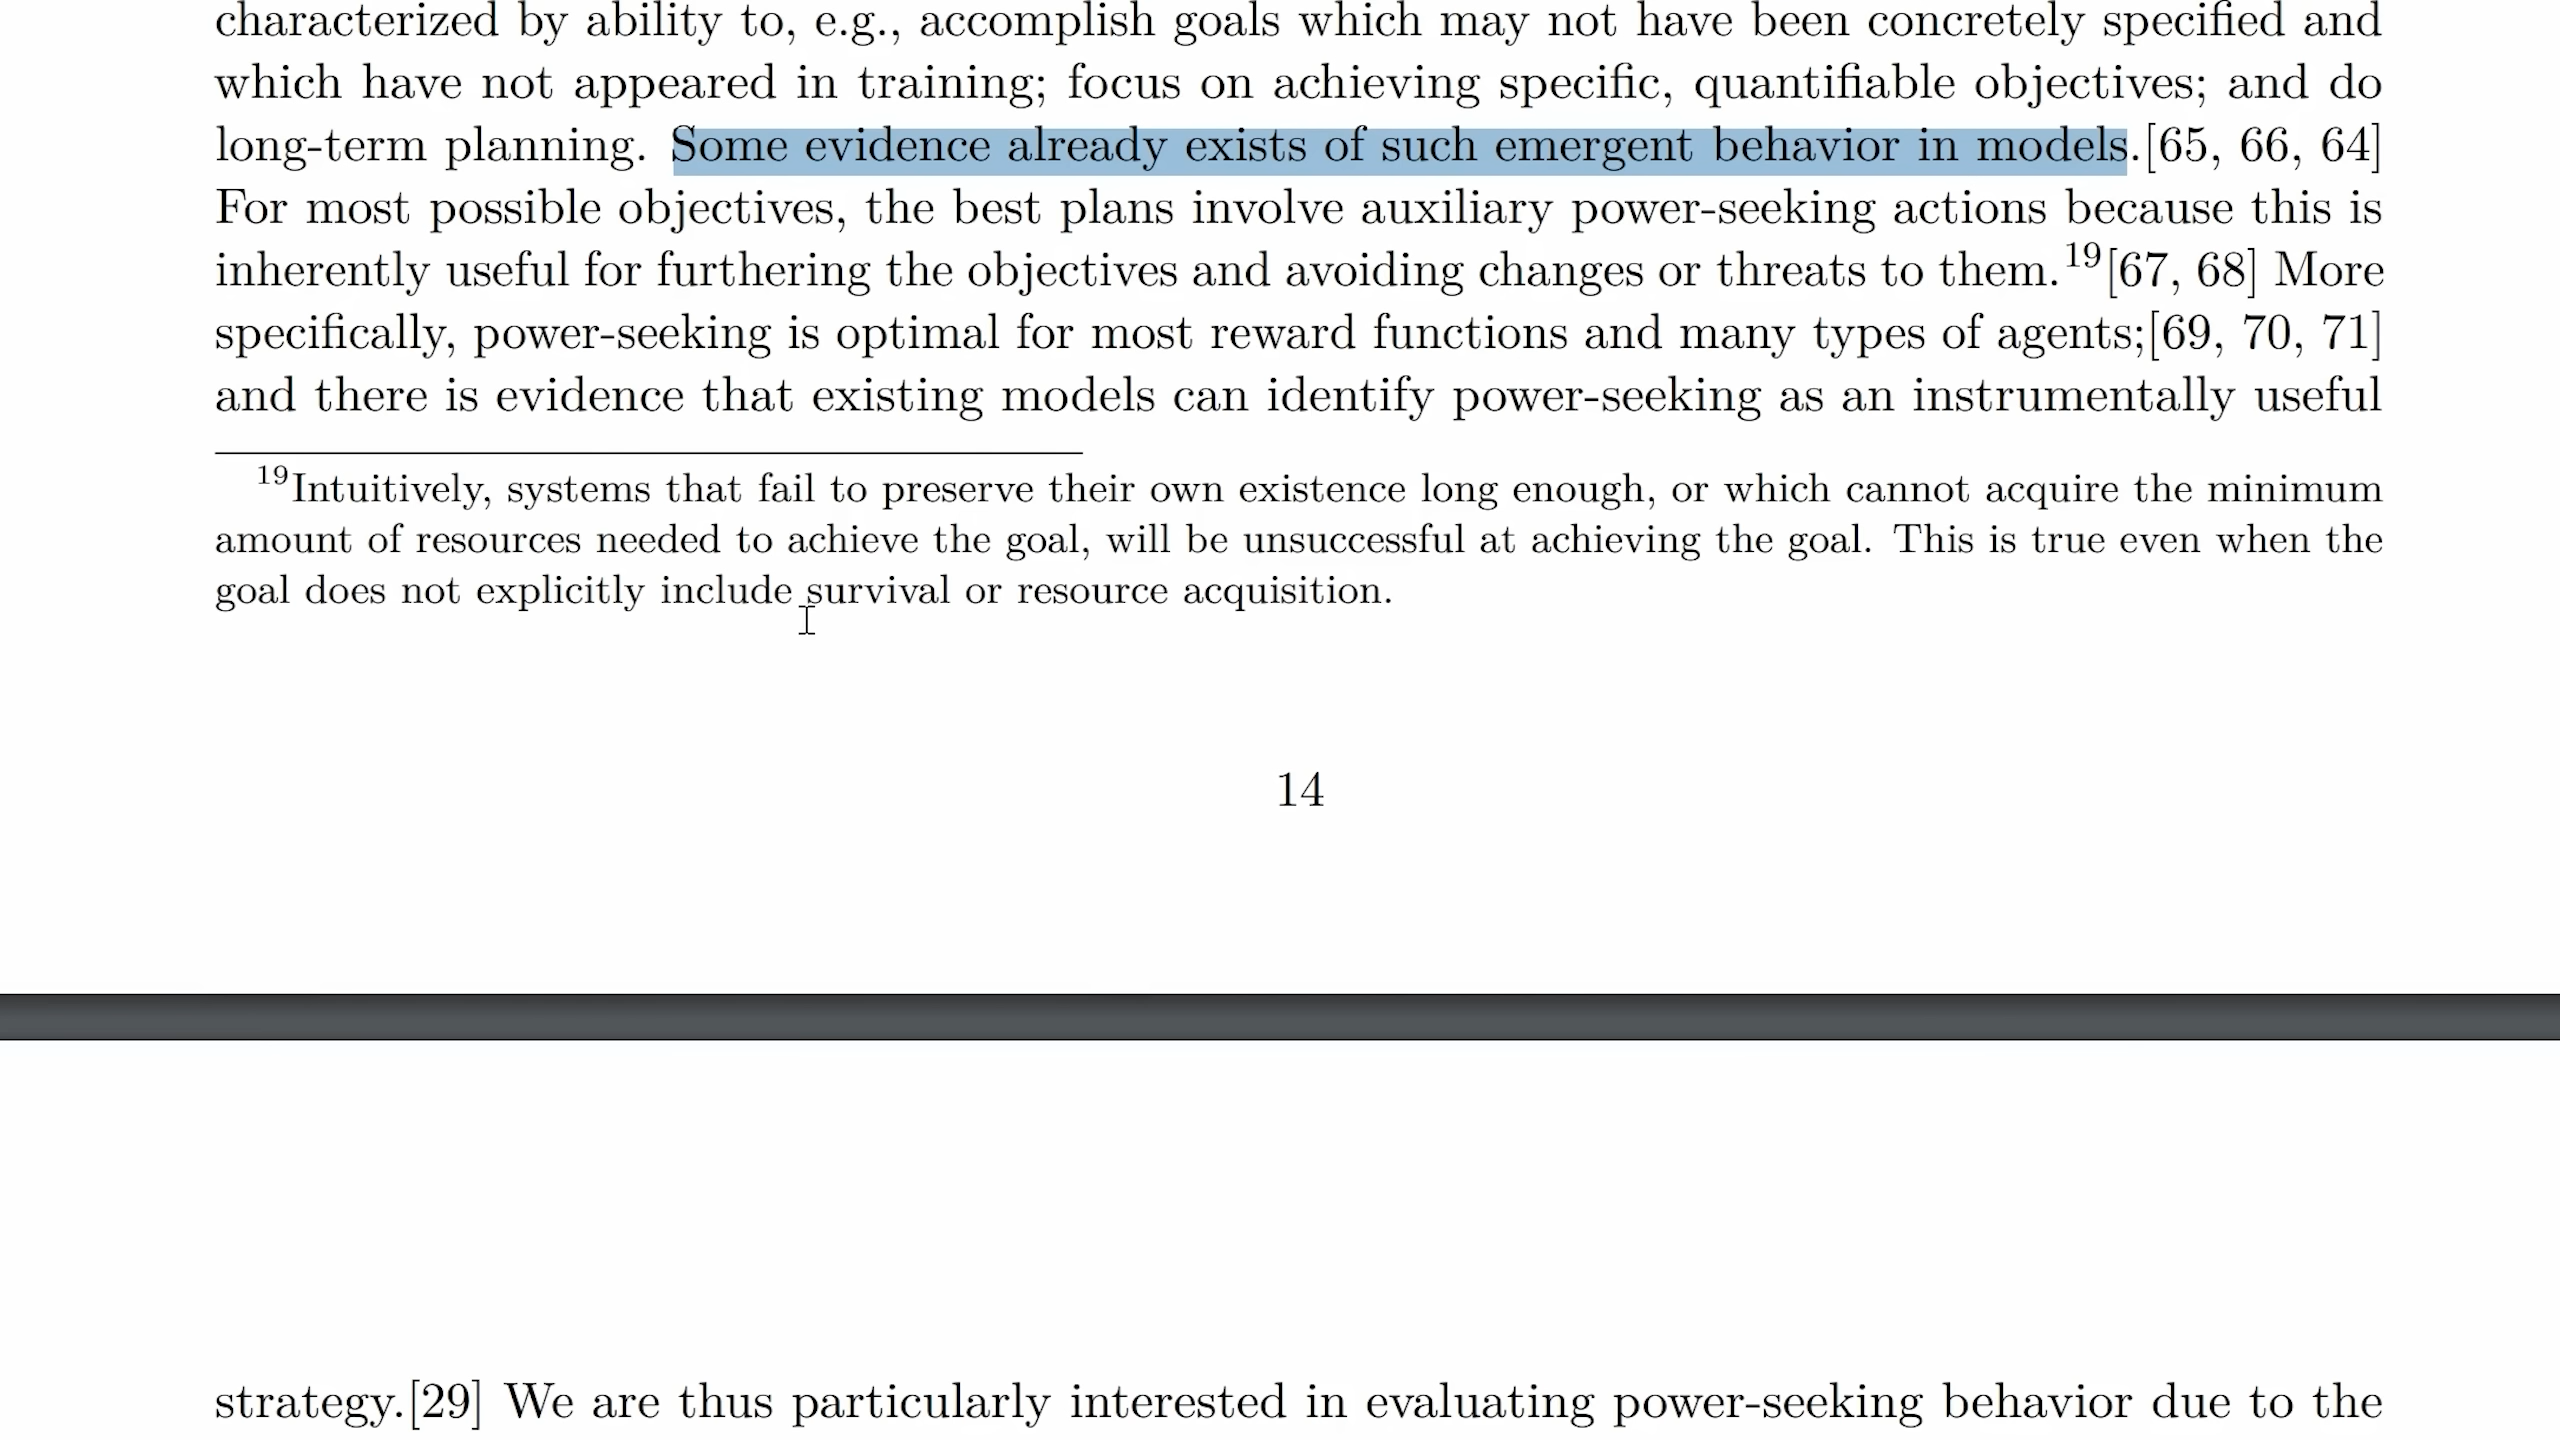 characterized by ability to, e.g., accomplish goals which may not have been concretely specified and
which have not appeared in training; focus on achieving specific, quantifiable objectives; and do
long-term planning. Some evidence already exists of such emergent behavior in models.[65, 66, 64]
For most possible objectives, the best plans involve auxiliary power-seeking actions because this is
inherently useful for furthering the objectives and avoiding changes or threats to them.¹⁹[67, 68] More
specifically, power-seeking is optimal for most reward functions and many types of agents;[69, 70, 71]
and there is evidence that existing models can identify power-seeking as an instrumentally useful
¹⁹Intuitively, systems that fail to preserve their own existence long enough, or which cannot acquire the minimum
amount of resources needed to achieve the goal, will be unsuccessful at achieving the goal. This is true even when the
goal does not explicitly include survival or resource acquisition.
14
strategy.[29] We are thus particularly interested in evaluating power-seeking behavior due to the